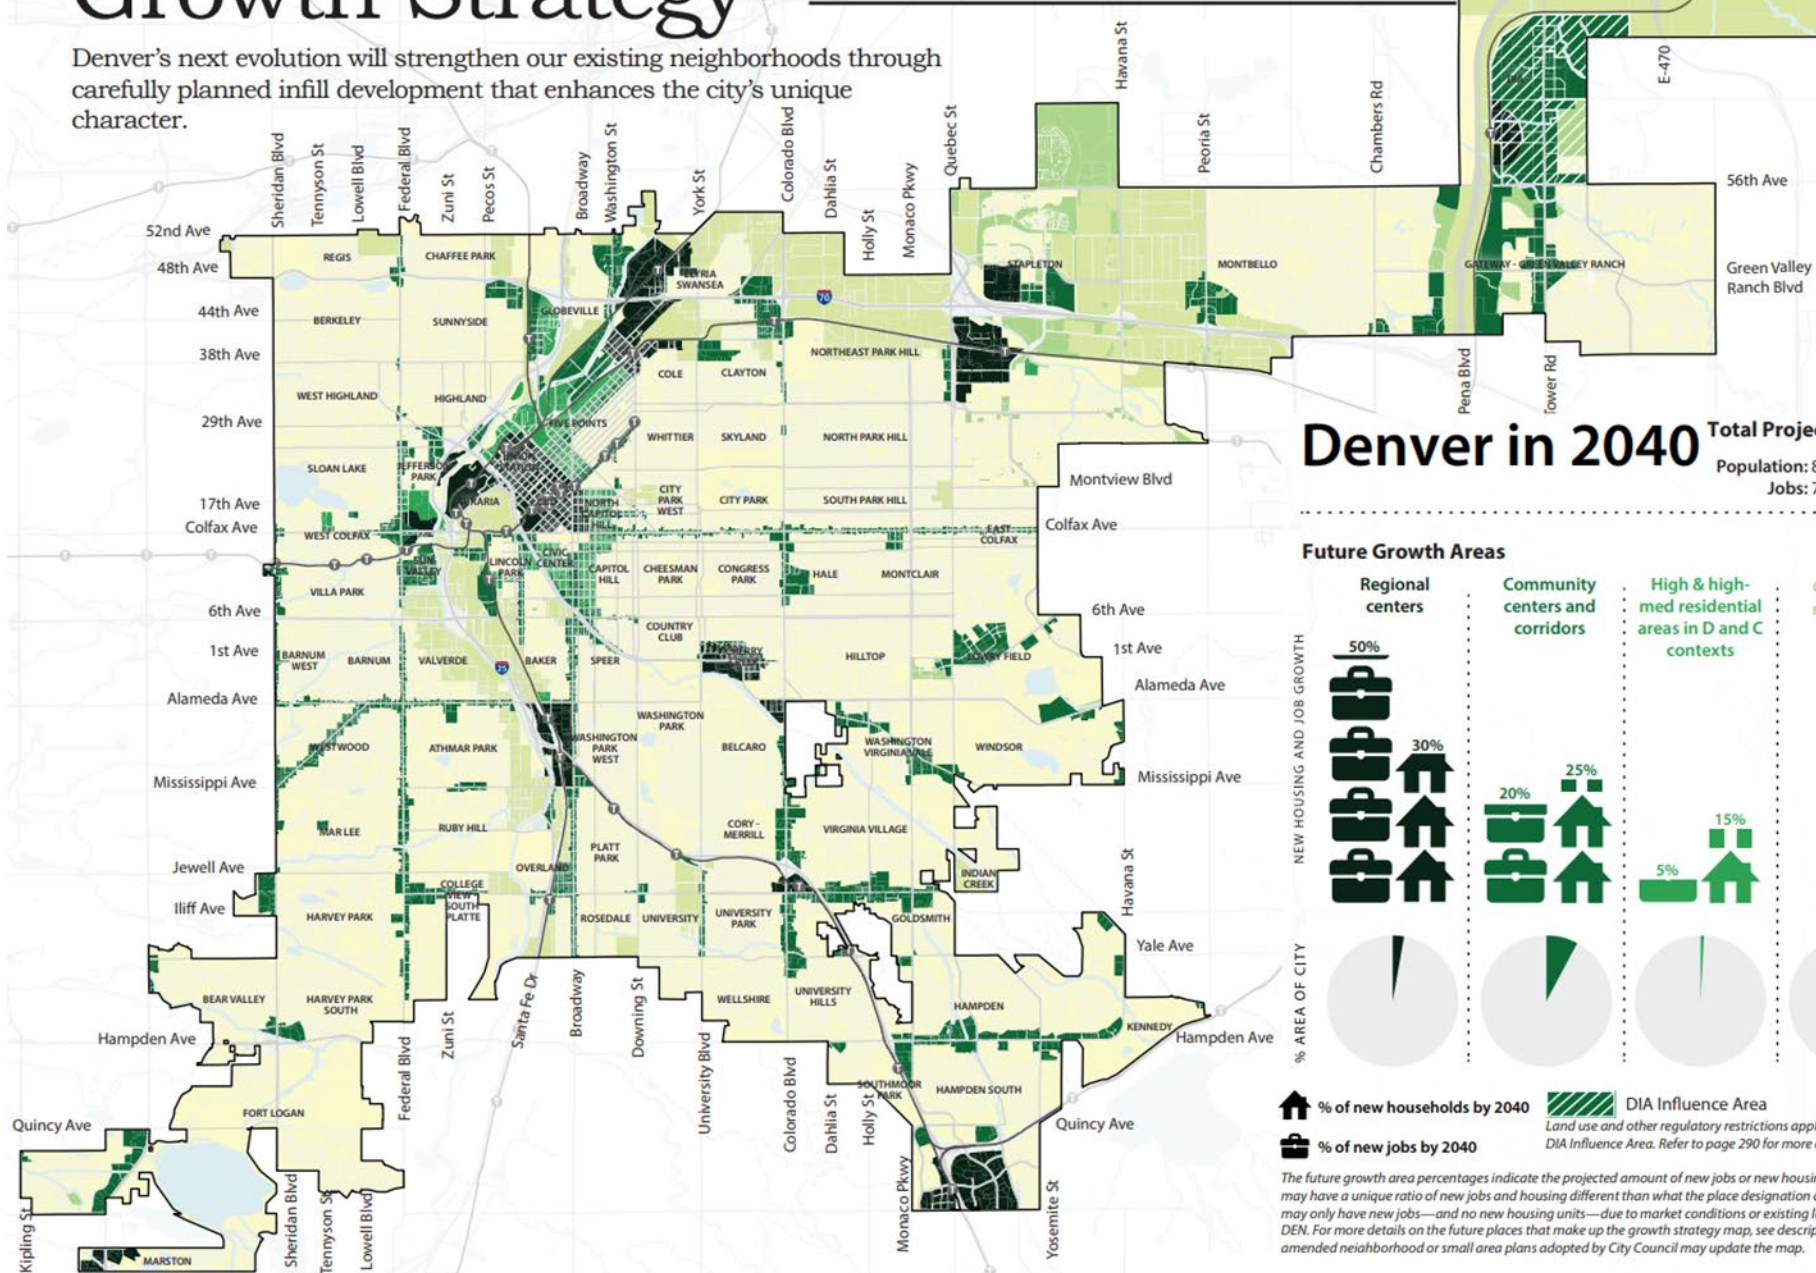 Growth Strategy
Denver’s next evolution will strengthen our existing neighborhoods through
carefully planned infill development that enhances the city’s unique
character.
Sheridan Blvd
Tennyson St
Lowell Blvd
Federal Blvd
Zuni St
Pecos St
Broadway
Washington St
York St
Colorado Blvd
Dahlia St
Holly St
Monaco Pkwy
Quebec St
Havana St
Peoria St
Chambers Rd
E-470
56th Ave
Green Valley
Ranch Blvd
Pena Blvd
Tower Rd
52nd Ave
48th Ave
44th Ave
38th Ave
29th Ave
17th Ave
Colfax Ave
6th Ave
1st Ave
Alameda Ave
Mississippi Ave
Jewell Ave
Iliff Ave
Hampden Ave
Quincy Ave
REGIS
CHAFFEE PARK
ELYRIA
SWANSEA
STAPLETON
MONTBELLO
GATEWAY - GREEN VALLEY RANCH
BERKELEY
SUNNYSIDE
GLOBEVILLE
70
COLE
CLAYTON
NORTHEAST PARK HILL
WEST HIGHLAND
HIGHLAND
FIVE POINTS
WHITTIER
SKYLAND
NORTH PARK HILL
SLOAN LAKE
JEFFERSON
PARK
UNION
STATION
AURARIA
NORTH
CAPITOL
HILL
CITY
PARK
WEST
CITY PARK
SOUTH PARK HILL
WEST COLFAX
SUN
VALLEY
LINCOLN
PARK
CIVIC
CENTER
CAPITOL
HILL
CHEESMAN
PARK
CONGRESS
PARK
HALE
MONTCLAIR
EAST
COLFAX
VILLA PARK
COUNTRY
CLUB
BARNUM
WEST
BARNUM
VALVERDE
25
BAKER
SPEER
CHERRY
CREEK
HILLTOP
LOWRY FIELD
WESTWOOD
ATHMAR PARK
WASHINGTON
PARK
WEST
WASHINGTON
PARK
BELCARO
WASHINGTON
VIRGINIA VALE
WINDSOR
MAR LEE
RUBY HILL
PLATT
PARK
CORY -
MERRILL
VIRGINIA VILLAGE
OVERLAND
INDIAN
CREEK
HARVEY PARK
COLLEGE
VIEW
SOUTH
PLATTE
ROSEDALE
UNIVERSITY
UNIVERSITY
PARK
GOLDSMITH
BEAR VALLEY
HARVEY PARK
SOUTH
WELLSHIRE
UNIVERSITY
HILLS
HAMPDEN
KENNEDY
FORT LOGAN
SOUTHMOOR
PARK
HAMPDEN SOUTH
MARSTON
Montview Blvd
Colfax Ave
6th Ave
1st Ave
Alameda Ave
Mississippi Ave
Havana St
Yale Ave
Hampden Ave
Quincy Ave
Kipling St
Sheridan Blvd
Tennyson St
Lowell Blvd
Federal Blvd
Zuni St
Santa Fe Dr
Broadway
Downing St
University Blvd
Colorado Blvd
Dahlia St
Holly St
Monaco Pkwy
Yosemite St
Denver in 2040
Total Proje
Population: 8
Jobs: 7
Future Growth Areas
Regional
centers
Community
centers and
corridors
High & high-
med residential
areas in D and C
contexts
NEW HOUSING AND JOB GROWTH
50%
30%
20%
25%
5%
15%
% AREA OF CITY
% of new households by 2040
% of new jobs by 2040
DIA Influence Area
Land use and other regulatory restrictions appl
DIA Influence Area. Refer to page 290 for more
The future growth area percentages indicate the projected amount of new jobs or new housin
may have a unique ratio of new jobs and housing different than what the place designation
may only have new jobs—and no new housing units—due to market conditions or existing l
DEN. For more details on the future places that make up the growth strategy map, see descrip
amended neighborhood or small area plans adopted by City Council may update the map.